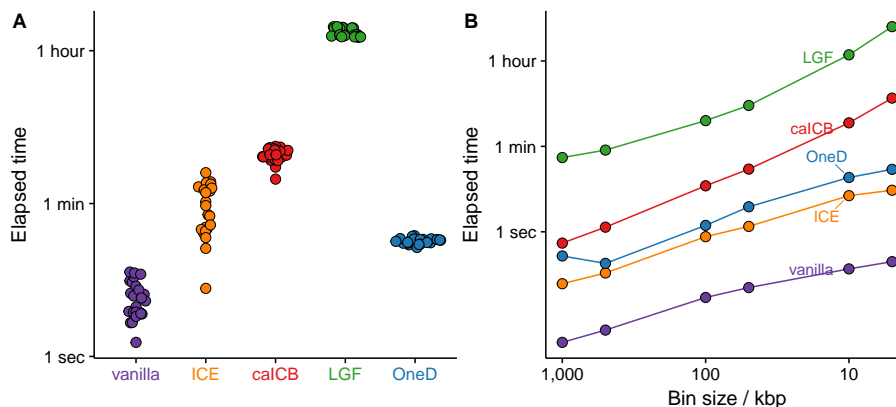 A
Elapsed time
1 hour
1 min
1 sec
vanilla ICE caICB LGF OneD
B
Elapsed time
1 hour
1 min
1 sec
LGF
caICB
OneD
ICE
vanilla
1,000 100 10
Bin size / kbp